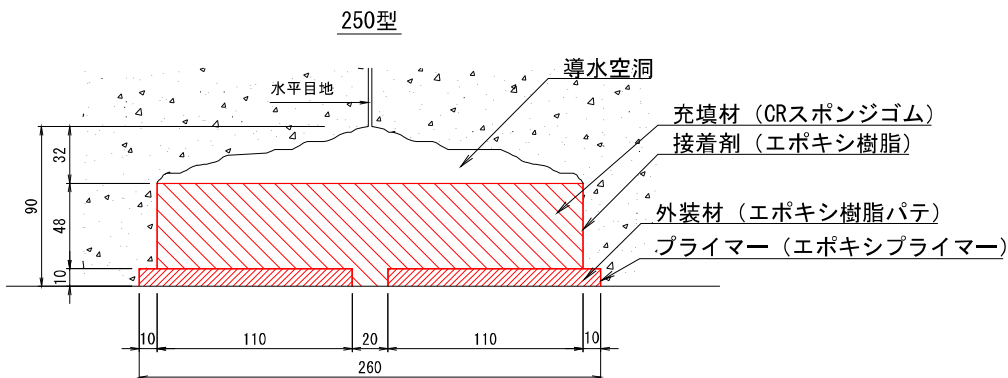 250型
水平目地
導水空洞
充填材（CRスポンジゴム）
接着剤（エポキシ樹脂）
外装材（エポキシ樹脂パテ）
プライマー（エポキシプライマー）
32
90
48
10
10
110
20
110
10
260